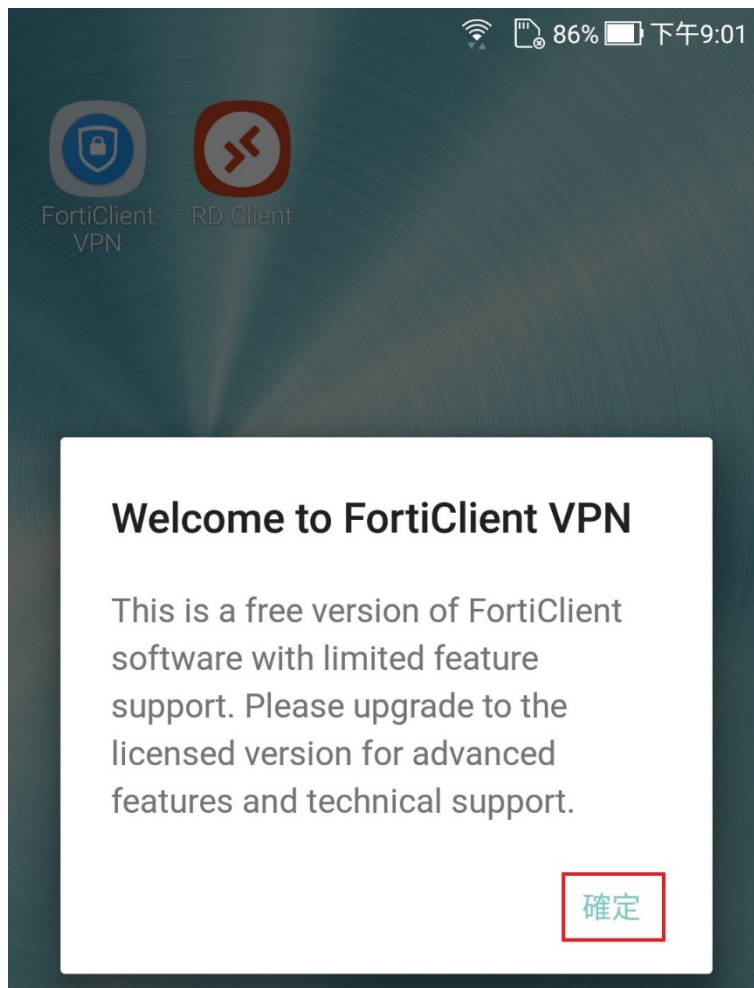 86% 下午9:01
FortiClient
VPN
RD Client
Welcome to FortiClient VPN
This is a free version of FortiClient
software with limited feature
support. Please upgrade to the
licensed version for advanced
features and technical support.
確定